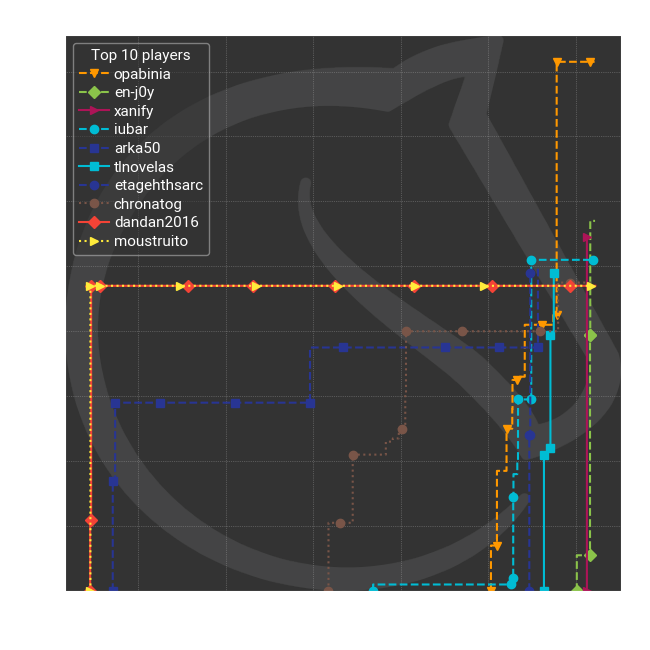 Top 10 players
opabinia
en-j0y
xanify
iubar
arka50
tlnovelas
etagehthsarc
chronatog
dandan2016
moustruito